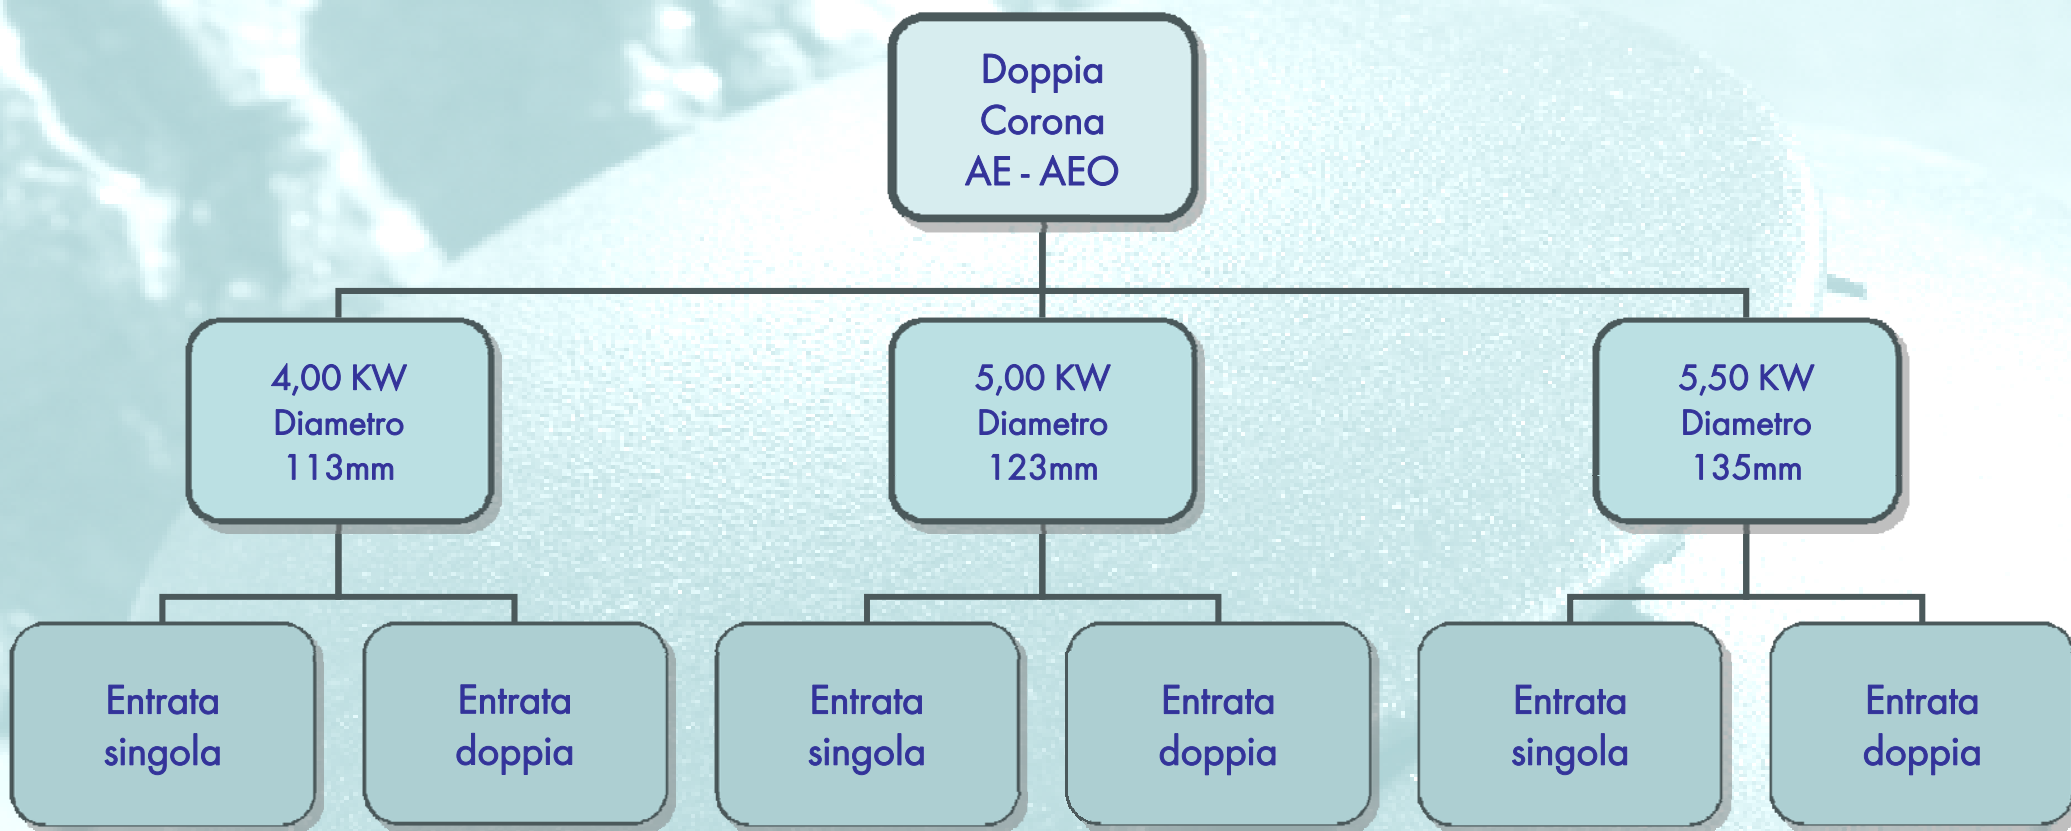 Doppia
Corona
AE - AEO
4,00 KW
Diametro
113mm
5,00 KW
Diametro
123mm
5,50 KW
Diametro
135mm
Entrata
singola
Entrata
doppia
Entrata
singola
Entrata
doppia
Entrata
singola
Entrata
doppia